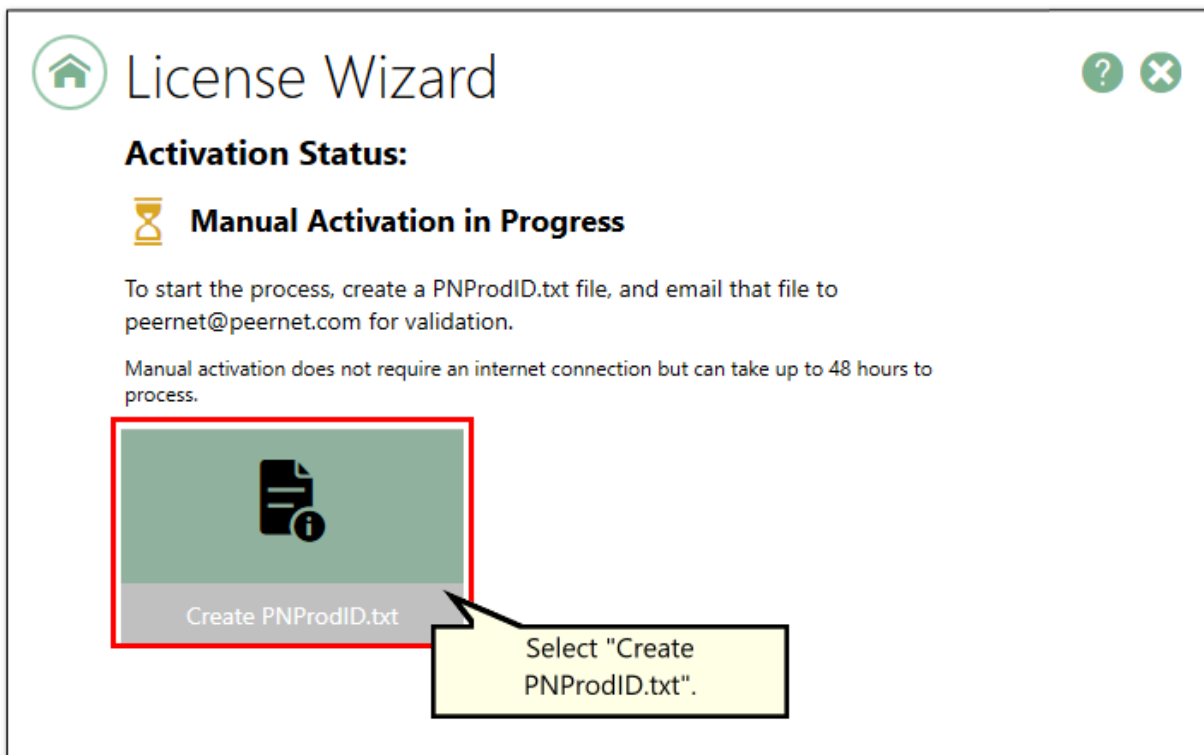 License Wizard
Activation Status:
Manual Activation in Progress
To start the process, create a PNProdID.txt file, and email that file to
peernet@peernet.com for validation.
Manual activation does not require an internet connection but can take up to 48 hours to
process.
Create PNProdID.txt
Select "Create
PNProdID.txt".